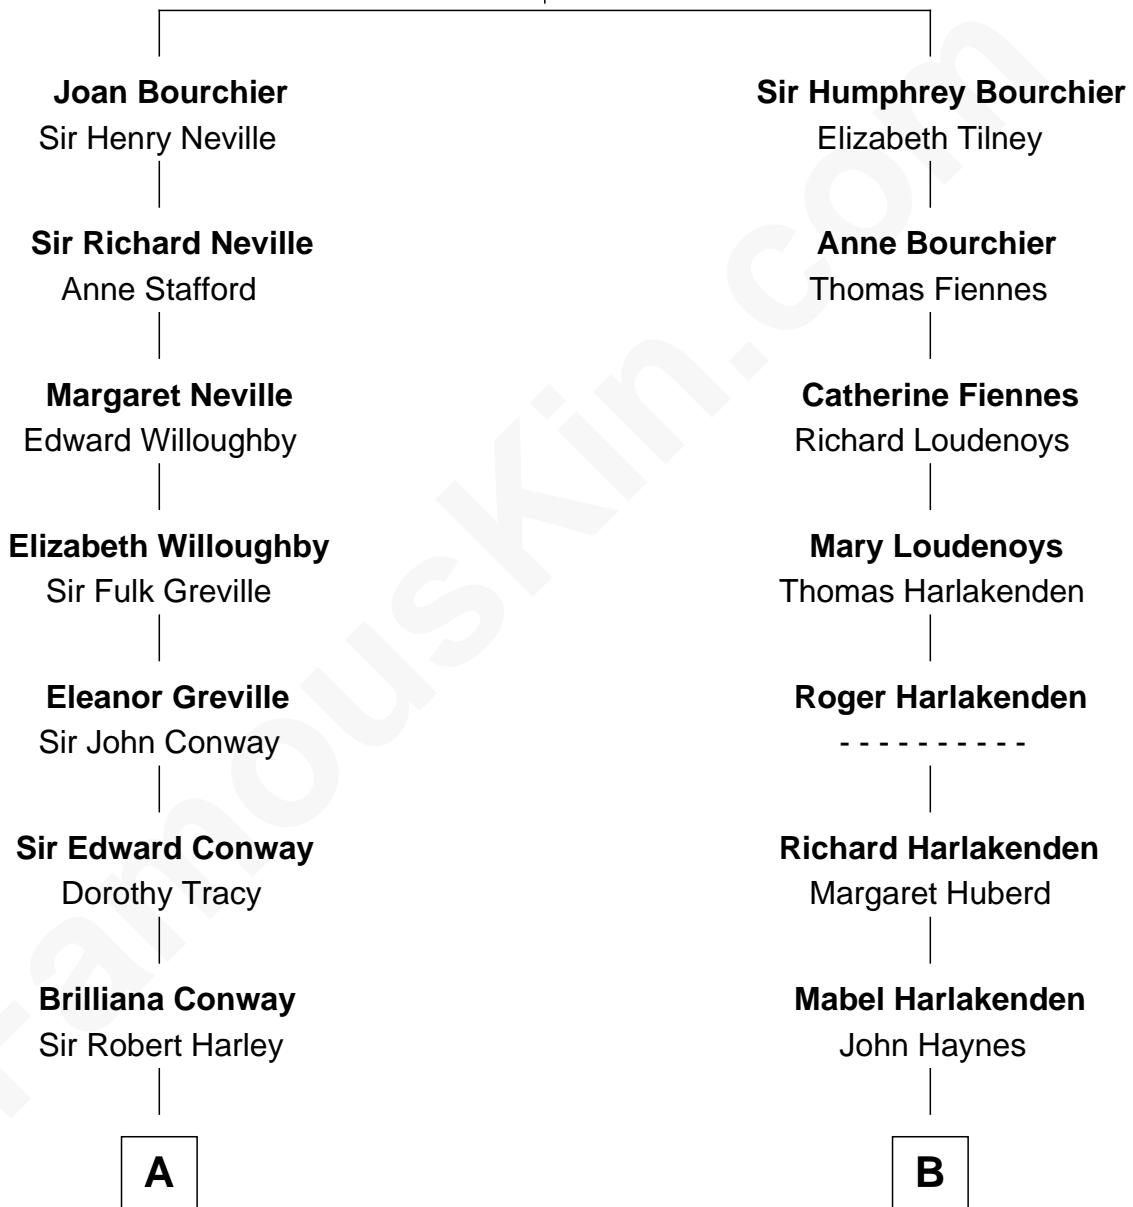 Joan Bourchier
Sir Henry Neville
Sir Richard Neville
Anne Stafford
Margaret Neville
Edward Willoughby
Elizabeth Willoughby
Sir Fulk Greville
Eleanor Greville
Sir John Conway
Sir Edward Conway
Dorothy Tracy
Brilliana Conway
Sir Robert Harley
A
Sir Humphrey Bourchier
Elizabeth Tilney
Anne Bourchier
Thomas Fiennes
Catherine Fiennes
Richard Loudenoys
Mary Loudenoys
Thomas Harlakenden
Roger Harlakenden
- - - - - - - - - -
Richard Harlakenden
Margaret Huberd
Mabel Harlakenden
John Haynes
B
FamousKin.com